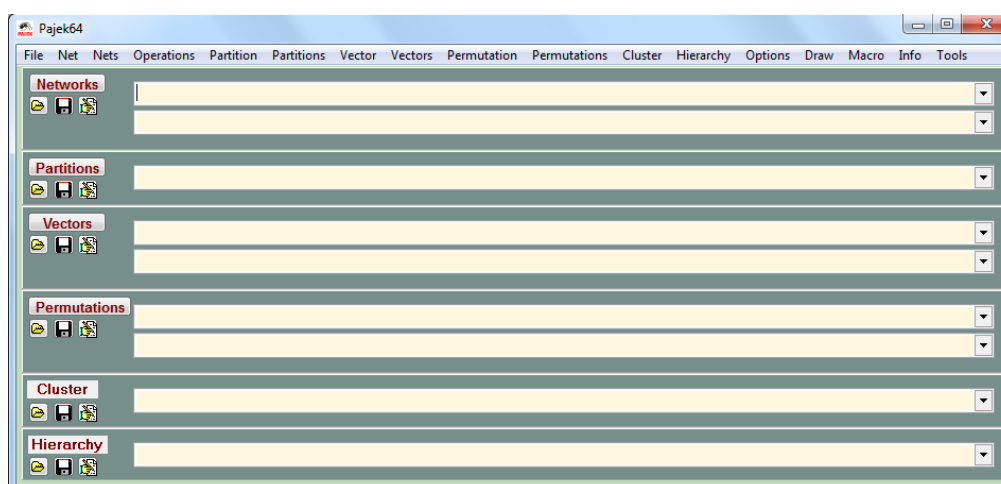 Pajek64
File Net Nets Operations Partition Partitions Vector Vectors Permutation Permutations Cluster Hierarchy Options Draw Macro Info Tools
Networks
Partitions
Vectors
Permutations
Cluster
Hierarchy